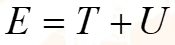 E = T + U